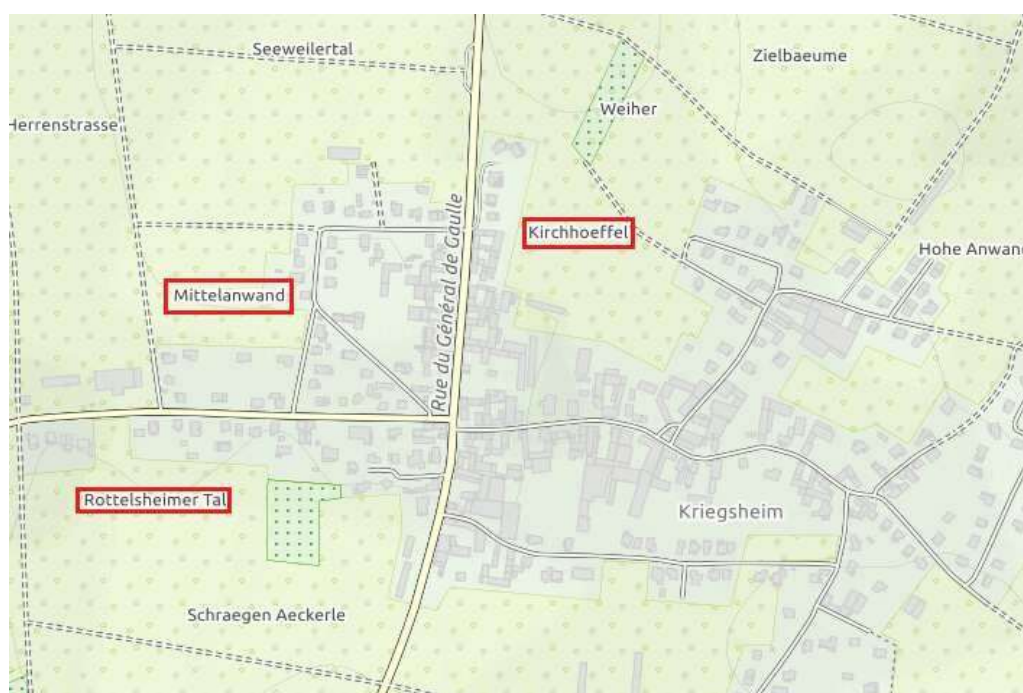 Seeweilertal
Zielbaeume
Weiher
Herrenstrasse
Kirchhoeffel
Hohe Anwand
Mittelanwand
Rue du Général de Gaulle
Rottelsheimer Tal
Kriegsheim
Schraegen Aeckerle